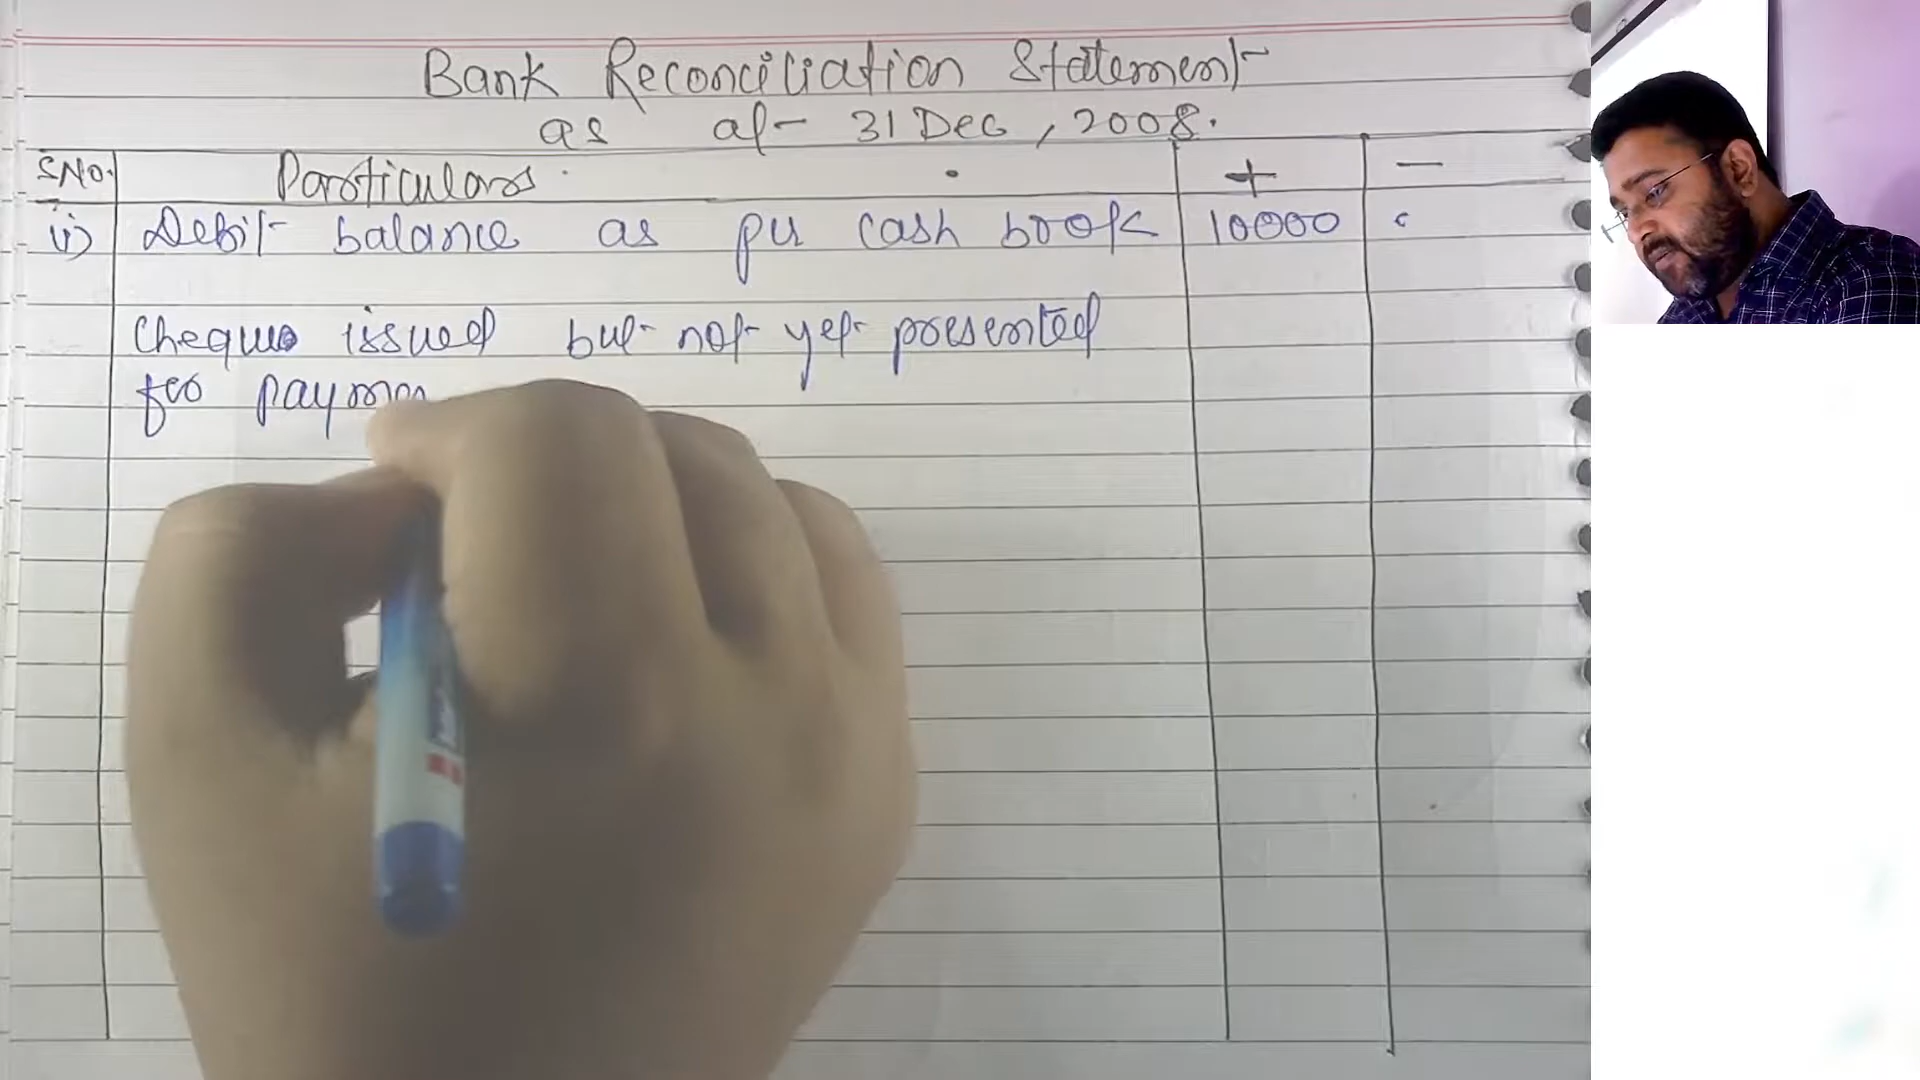 Bank Reconciliation Statement
as at 31 Dec, 2008.
S.No. Particulars + -
(i) Debit balance as per cash book 10000
Cheques issued but not yet presented
for paymen